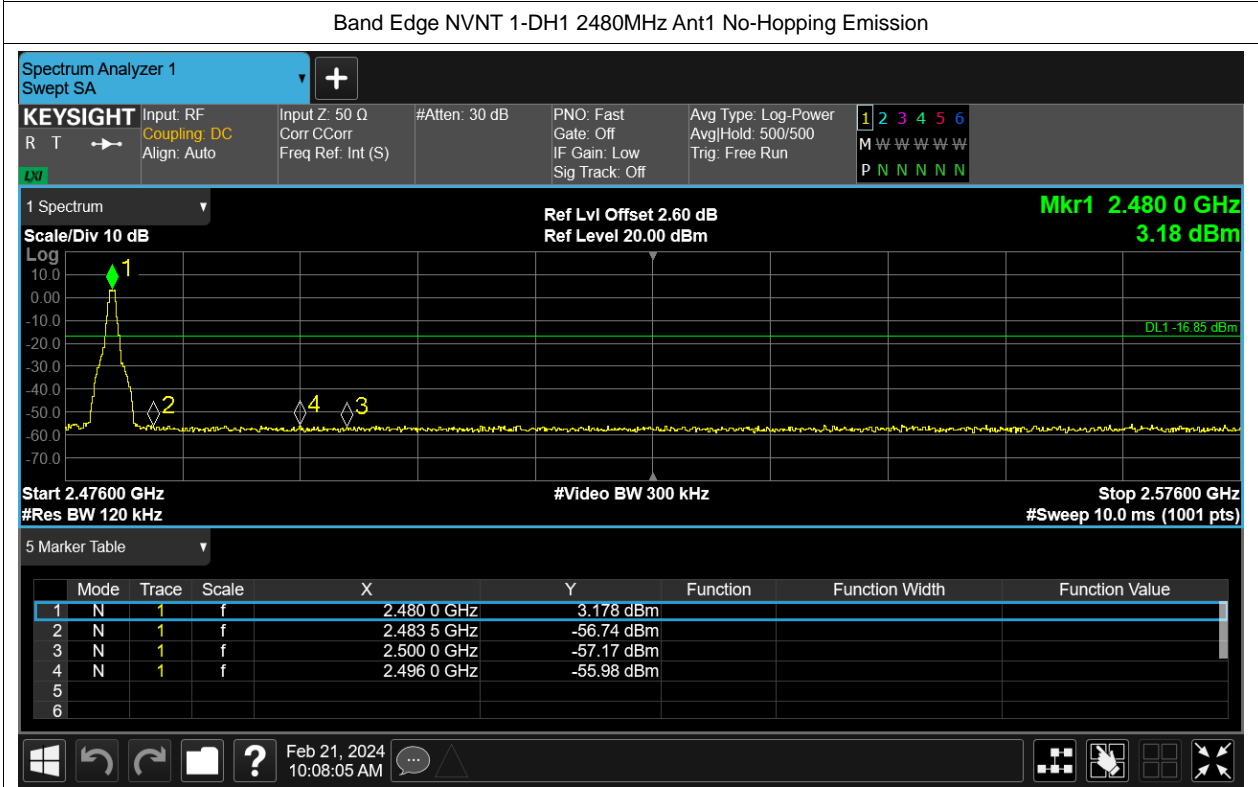 Band Edge NVNT 1-DH1 2480MHz Ant1 No-Hopping Emission
Spectrum Analyzer 1
Swept SA
KEYSIGHT Input: RF Input Z: 50 Ω #Atten: 30 dB PNO: Fast Avg Type: Log-Power 1 2 3 4 5 6
R T Coupling: DC Corr CCorr Gate: Off Avg|Hold: 500/500 M W W W W W
Align: Auto Freq Ref: Int (S) IF Gain: Low Trig: Free Run
LXI Sig Track: Off P N N N N N
1 Spectrum Ref Lvl Offset 2.60 dB Mkr1 2.480 0 GHz
Scale/Div 10 dB Ref Level 20.00 dBm 3.18 dBm
Log
1
10.0
0.00
-10.0
DL1 -16.85 dBm
-20.0
-30.0
-40.0
2 4 3
-50.0
-60.0
-70.0
Start 2.47600 GHz #Video BW 300 kHz Stop 2.57600 GHz
#Res BW 120 kHz #Sweep 10.0 ms (1001 pts)
5 Marker Table
Mode Trace Scale X Y Function Function Width Function Value
1 N 1 f 2.480 0 GHz 3.178 dBm
2 N 1 f 2.483 5 GHz -56.74 dBm
3 N 1 f 2.500 0 GHz -57.17 dBm
4 N 1 f 2.496 0 GHz -55.98 dBm
5
6
? Feb 21, 2024
10:08:05 AM